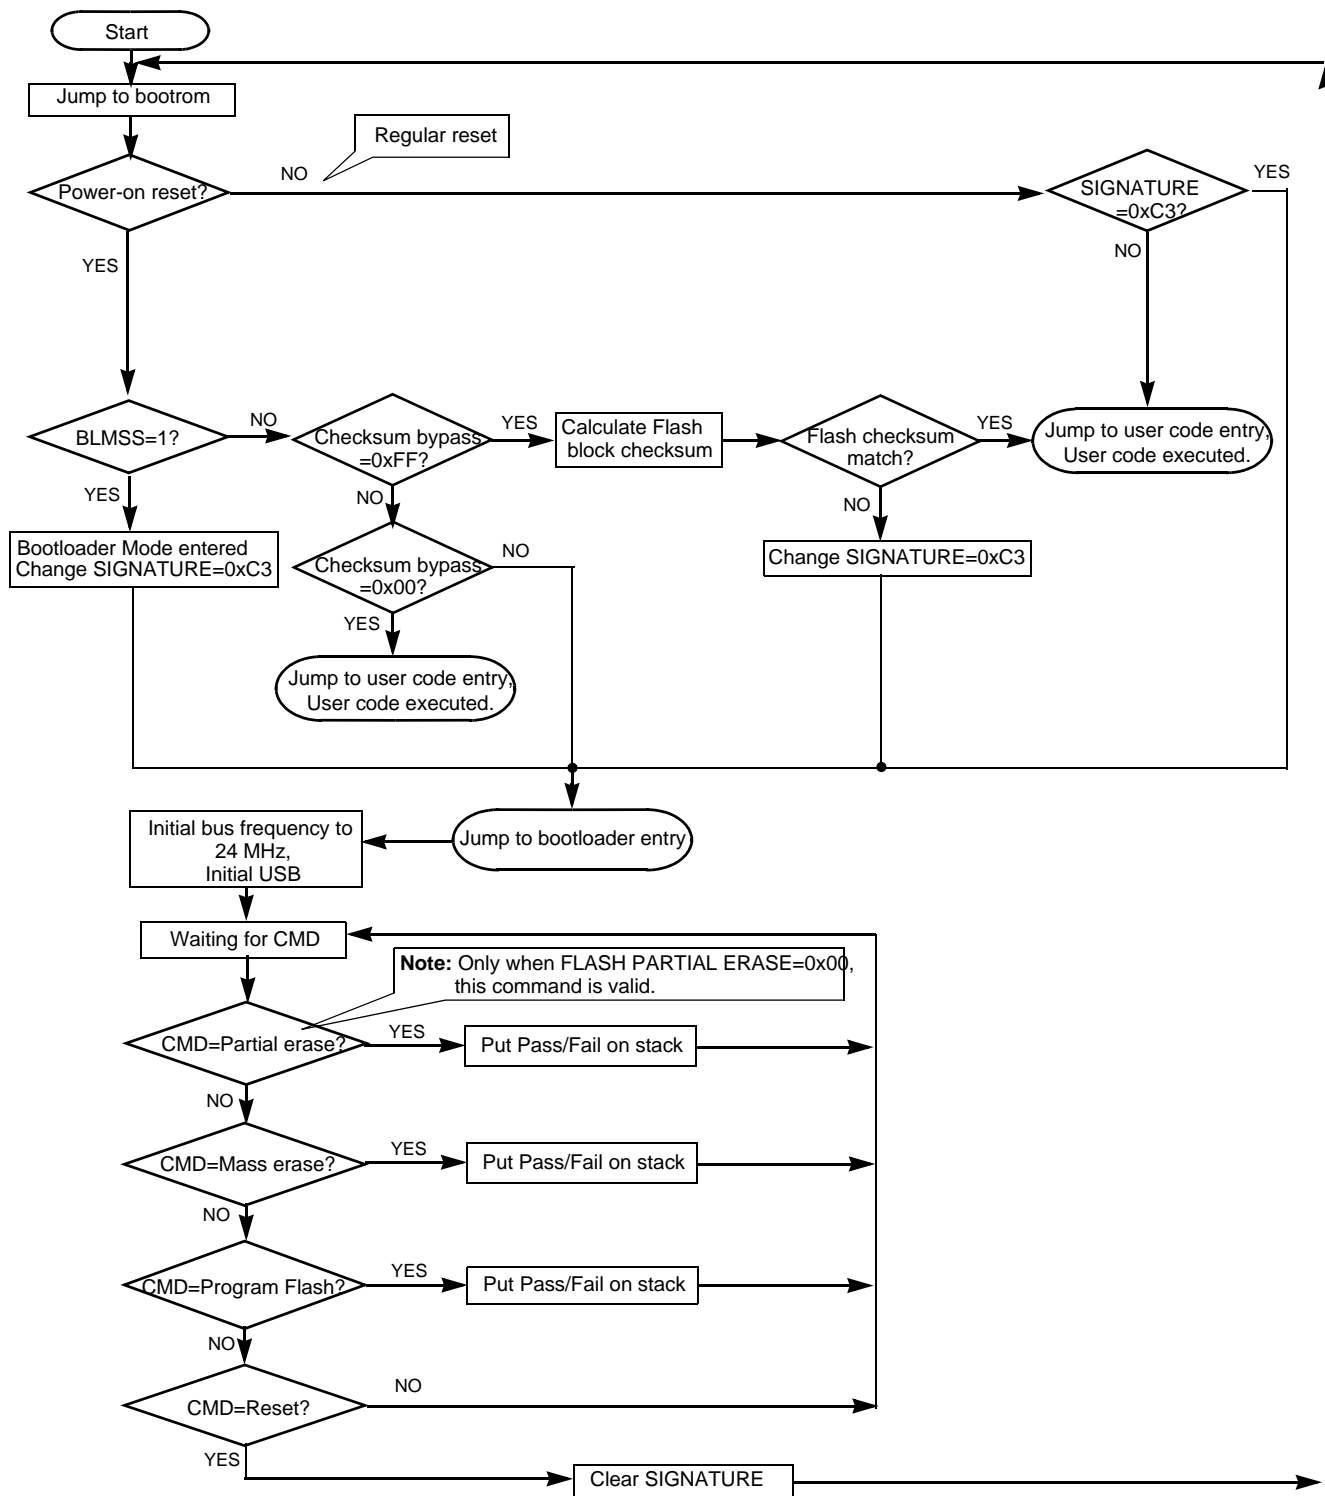 Start
Jump to bootrom
Regular reset
Power-on reset?
NO
SIGNATURE
=0xC3?
YES
YES
NO
BLMSS=1?
NO
Checksum bypass
=0xFF?
YES
Calculate Flash
block checksum
Flash checksum
match?
YES
Jump to user code entry,
User code executed.
YES
NO
NO
Bootloader Mode entered
Change SIGNATURE=0xC3
Checksum bypass
=0x00?
NO
Change SIGNATURE=0xC3
YES
Jump to user code entry,
User code executed.
Initial bus frequency to
24 MHz,
Initial USB
Jump to bootloader entry
Waiting for CMD
Note: Only when FLASH PARTIAL ERASE=0x00,
this command is valid.
CMD=Partial erase?
YES
Put Pass/Fail on stack
NO
CMD=Mass erase?
YES
Put Pass/Fail on stack
NO
CMD=Program Flash?
YES
Put Pass/Fail on stack
NO
CMD=Reset?
NO
YES
Clear SIGNATURE